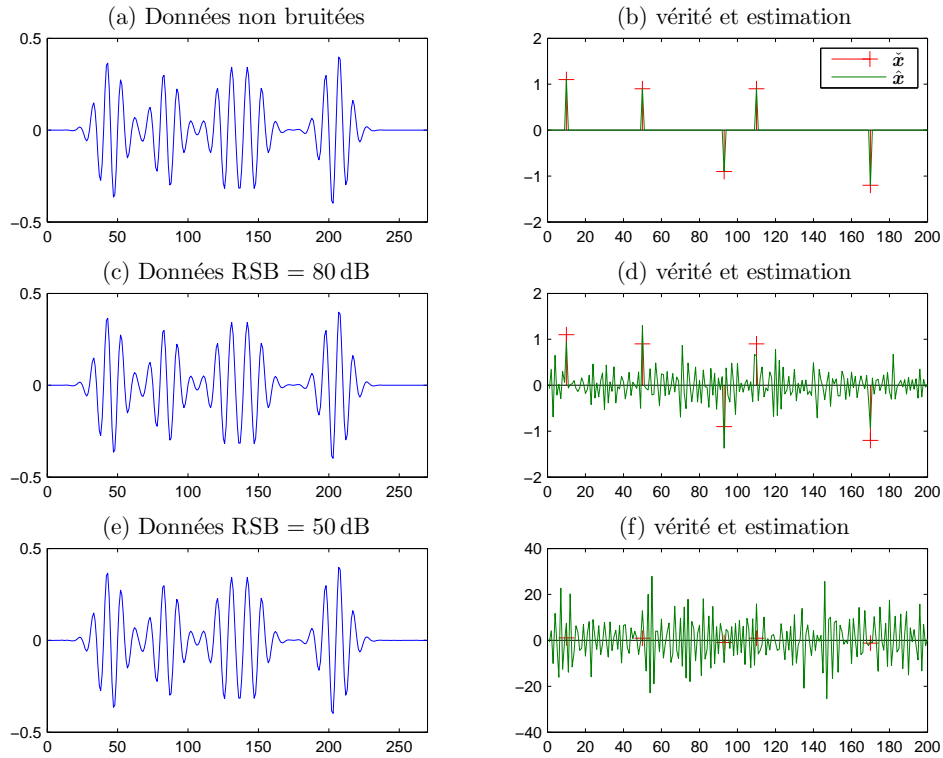 (a) Données non bruitées
0.5
0
−0.5
0 50 100 150 200 250
(b) vérité et estimation
2
1
0
−1
−2
0 20 40 60 80 100 120 140 160 180 200
x̌
x̂
(c) Données RSB = 80 dB
0.5
0
−0.5
0 50 100 150 200 250
(d) vérité et estimation
2
1
0
−1
−2
0 20 40 60 80 100 120 140 160 180 200
(e) Données RSB = 50 dB
0.5
0
−0.5
0 50 100 150 200 250
(f) vérité et estimation
40
20
0
−20
−40
0 20 40 60 80 100 120 140 160 180 200